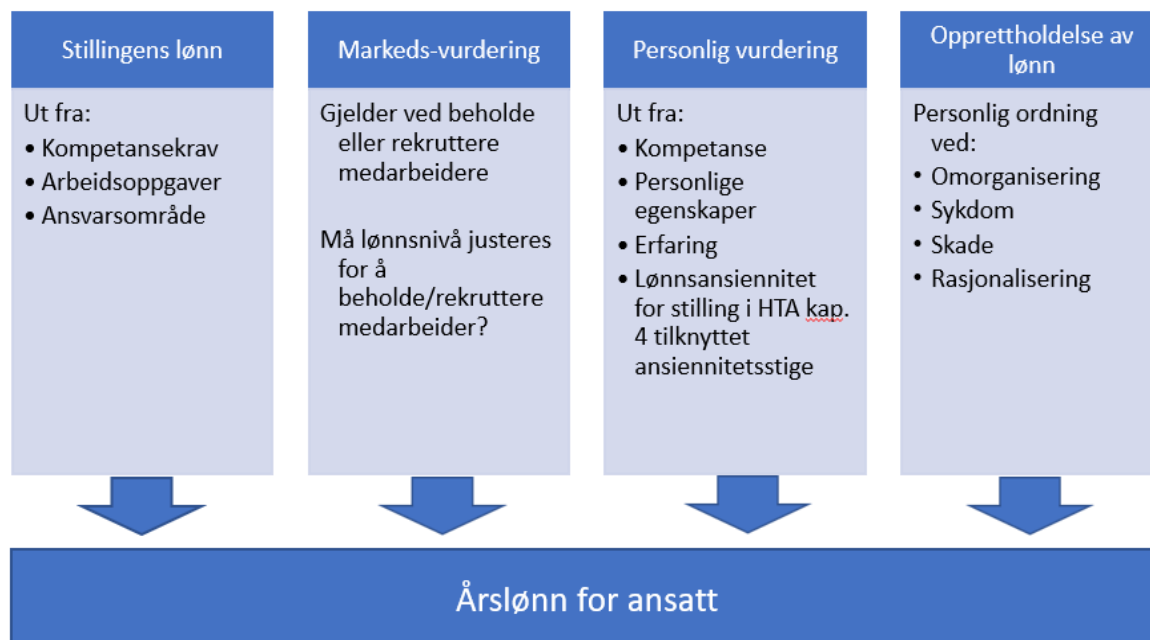 Stillingens lønn
Ut fra:
• Kompetansekrav
• Arbeidsoppgaver
• Ansvarsområde
Markeds-vurdering
Gjelder ved beholde
eller rekruttere
medarbeidere
Må lønnsnivå justeres
for å
beholde/rekruttere
medarbeider?
Personlig vurdering
Ut fra:
• Kompetanse
• Personlige
egenskaper
• Erfaring
• Lønnsansiennitet
for stilling i HTA kap.
4 tilknyttet
ansiennitetsstige
Opprettholdelse av
lønn
Personlig ordning
ved:
• Omorganisering
• Sykdom
• Skade
• Rasjonalisering
Årslønn for ansatt